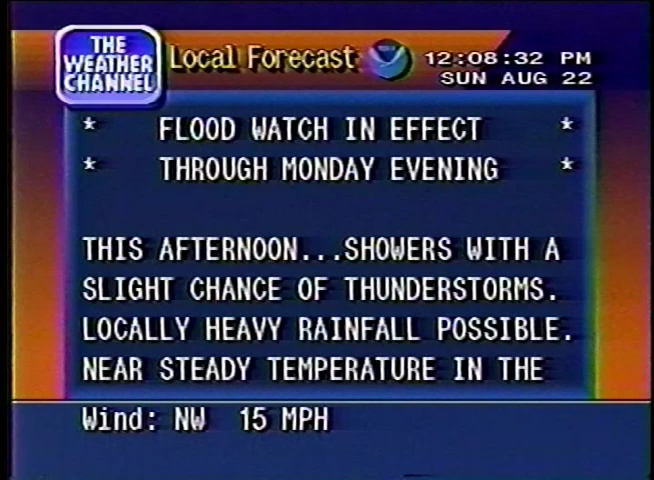 THE
WEATHER
CHANNEL
Local Forecast
12:08:32 PM
SUN AUG 22
* FLOOD WATCH IN EFFECT *
* THROUGH MONDAY EVENING *
THIS AFTERNOON...SHOWERS WITH A
SLIGHT CHANCE OF THUNDERSTORMS.
LOCALLY HEAVY RAINFALL POSSIBLE.
NEAR STEADY TEMPERATURE IN THE
Wind: NW 15 MPH